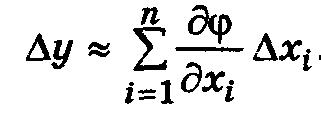 Δy ≈ ∑_{i=1}^{n} ∂φ/∂x_i Δx_i.